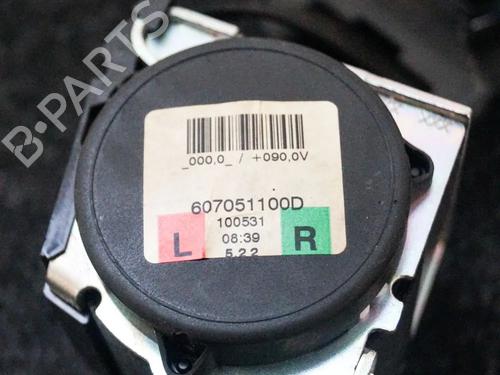 B-PARTS
_000,0_ / +090,0V
607051100D
100531
L
08:39
R
5.2.2